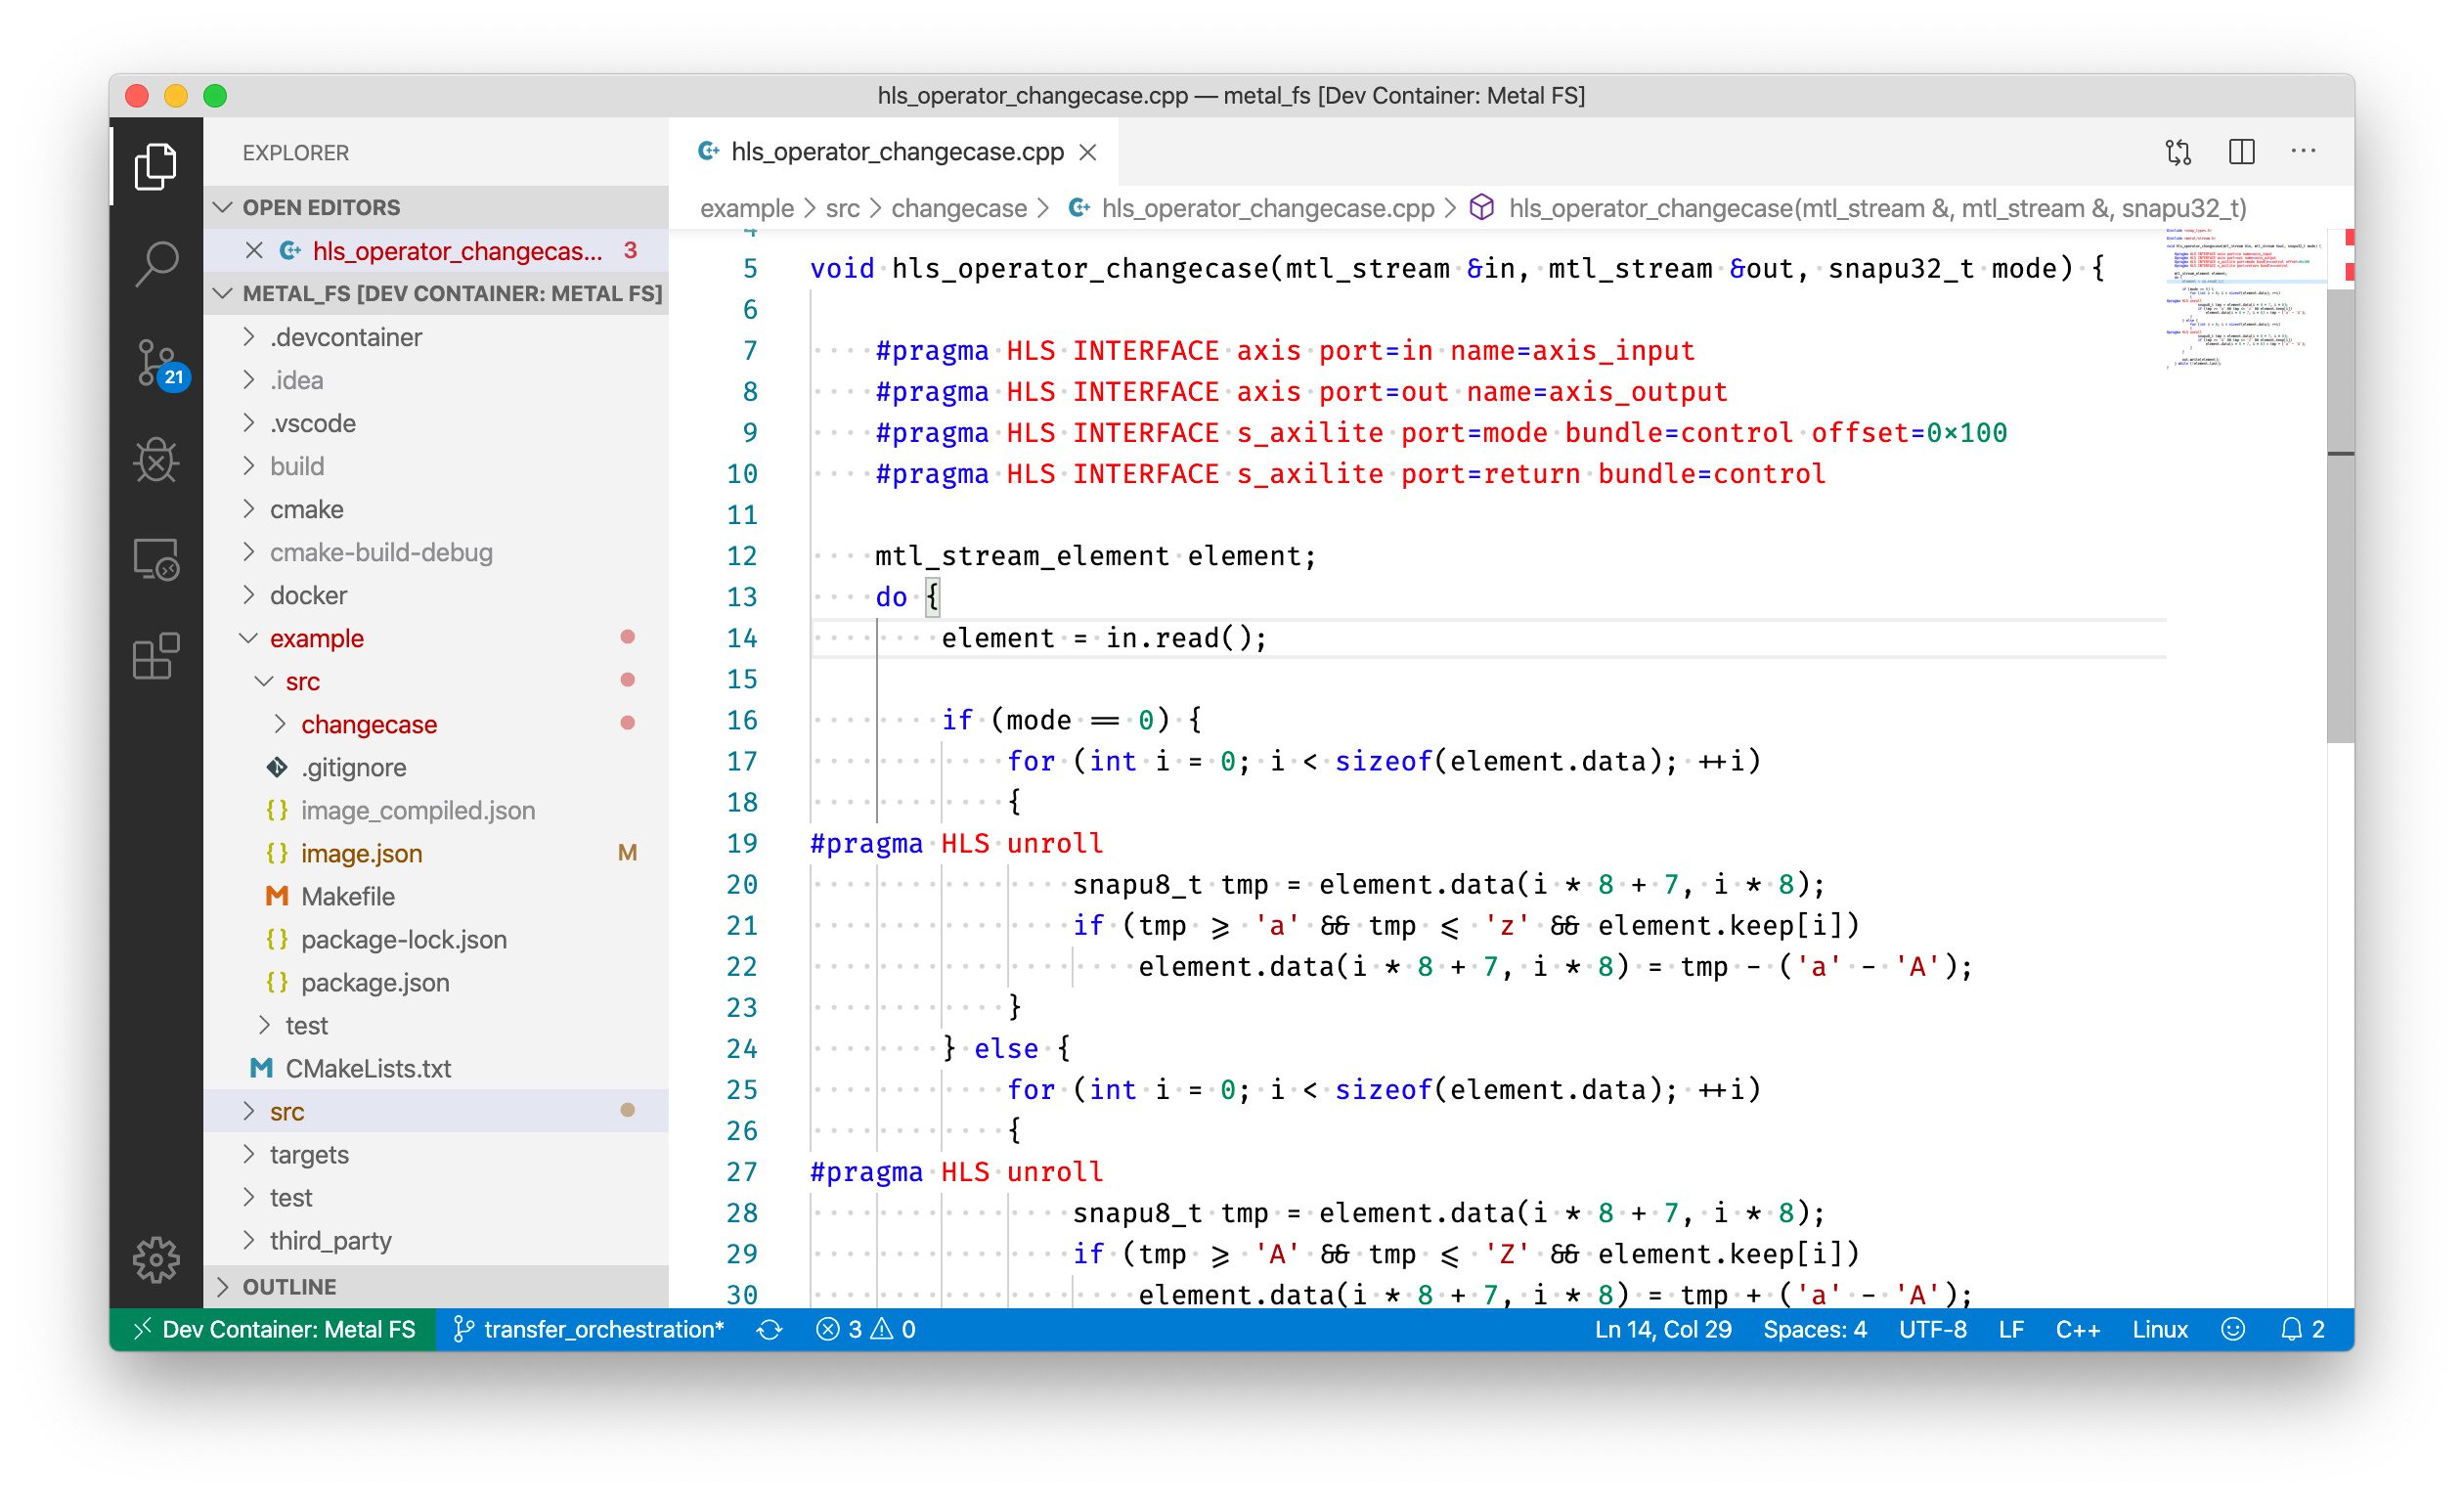 hls_operator_changecase.cpp — metal_fs [Dev Container: Metal FS]
EXPLORER
OPEN EDITORS
hls_operator_changecas... 3
METAL_FS [DEV CONTAINER: METAL FS]
.devcontainer
.idea
.vscode
21
build
cmake
cmake-build-debug
docker
example
src
changecase
.gitignore
image_compiled.json
image.json M
Makefile
package-lock.json
package.json
test
CMakeLists.txt
src
targets
test
third_party
OUTLINE
hls_operator_changecase.cpp
example > src > changecase > hls_operator_changecase.cpp > hls_operator_changecase(mtl_stream &, mtl_stream &, snapu32_t)
4
5 void hls_operator_changecase(mtl_stream &in, mtl_stream &out, snapu32_t mode) {
6
7 #pragma HLS INTERFACE axis port=in name=axis_input
8 #pragma HLS INTERFACE axis port=out name=axis_output
9 #pragma HLS INTERFACE s_axilite port=mode bundle=control offset=0x100
10 #pragma HLS INTERFACE s_axilite port=return bundle=control
11
12 mtl_stream_element element;
13 do {
14 element = in.read();
15
16 if (mode == 0) {
17 for (int i = 0; i < sizeof(element.data); ++i)
18 {
19 #pragma HLS unroll
20 snapu8_t tmp = element.data(i * 8 + 7, i * 8);
21 if (tmp >= 'a' && tmp <= 'z' && element.keep[i])
22 element.data(i * 8 + 7, i * 8) = tmp - ('a' - 'A');
23 }
24 } else {
25 for (int i = 0; i < sizeof(element.data); ++i)
26 {
27 #pragma HLS unroll
28 snapu8_t tmp = element.data(i * 8 + 7, i * 8);
29 if (tmp >= 'A' && tmp <= 'Z' && element.keep[i])
30 element.data(i * 8 + 7, i * 8) = tmp + ('a' - 'A');
Dev Container: Metal FS transfer_orchestration* 3 0 Ln 14, Col 29 Spaces: 4 UTF-8 LF C++ Linux 2